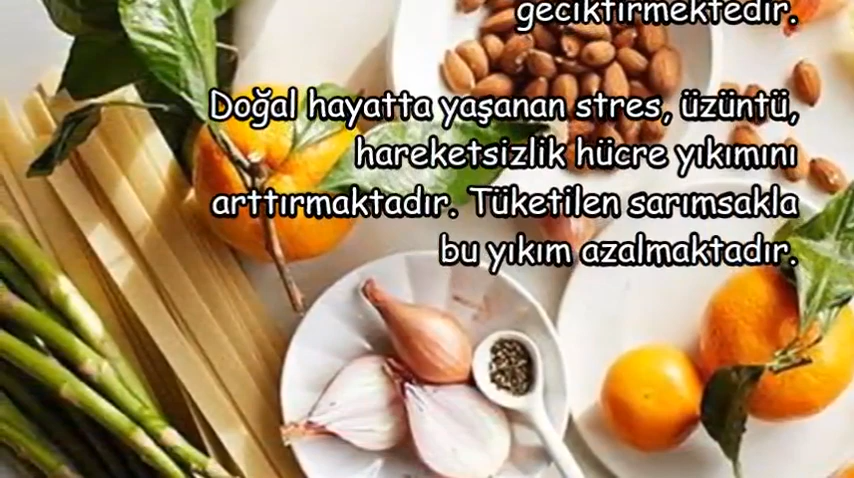 geciktirmektedir.
Doğal hayatta yaşanan stres, üzüntü,
hareketsizlik hücre yıkımını
arttırmaktadır. Tüketilen sarımsakla
bu yıkım azalmaktadır.